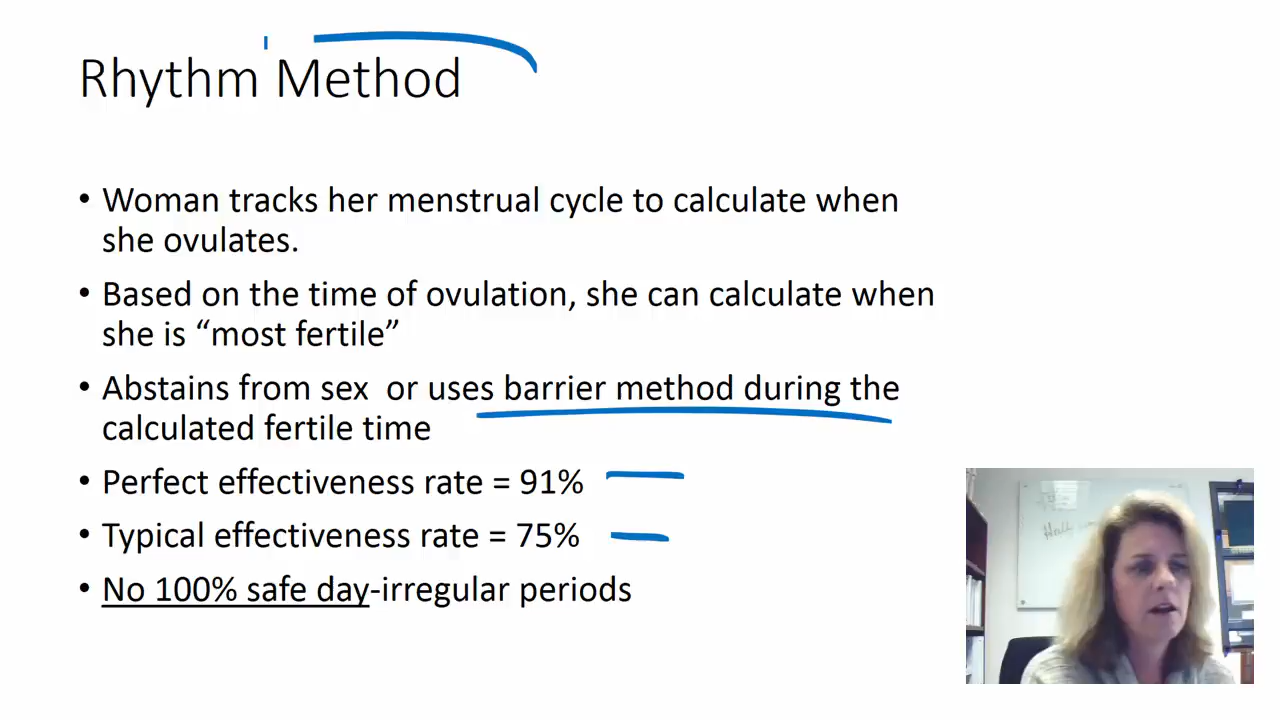 Rhythm Method
• Woman tracks her menstrual cycle to calculate when
she ovulates.
• Based on the time of ovulation, she can calculate when
she is “most fertile”
• Abstains from sex  or uses barrier method during the
calculated fertile time
• Perfect effectiveness rate = 91%
• Typical effectiveness rate = 75%
• No 100% safe day-irregular periods